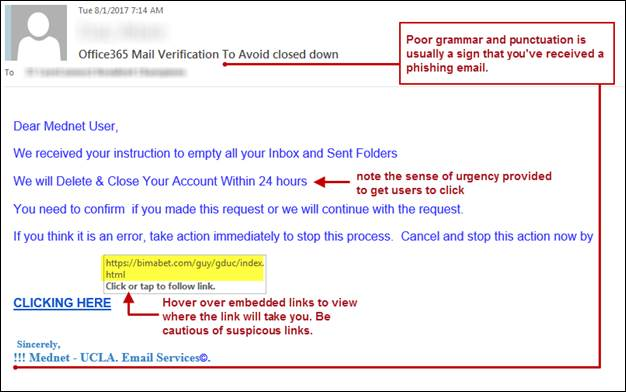 Tue 8/1/2017 7:14 AM
Office365 Mail Verification To Avoid closed down
To
Poor grammar and punctuation is
usually a sign that you've received a
phishing email.
Dear Mednet User,
We received your instruction to empty all your Inbox and Sent Folders
We will Delete & Close Your Account Within 24 hours
note the sense of urgency provided
to get users to click
You need to confirm  if you made this request or we will continue with the request.
If you think it is an error, take action immediately to stop this process.  Cancel and stop this action now by
https://bimabet.com/guy/gduc/index.
html
Click or tap to follow link.
CLICKING HERE
Hover over embedded links to view
where the link will take you. Be
cautious of suspicous links.
Sincerely,
!!! Mednet - UCLA. Email Services©.